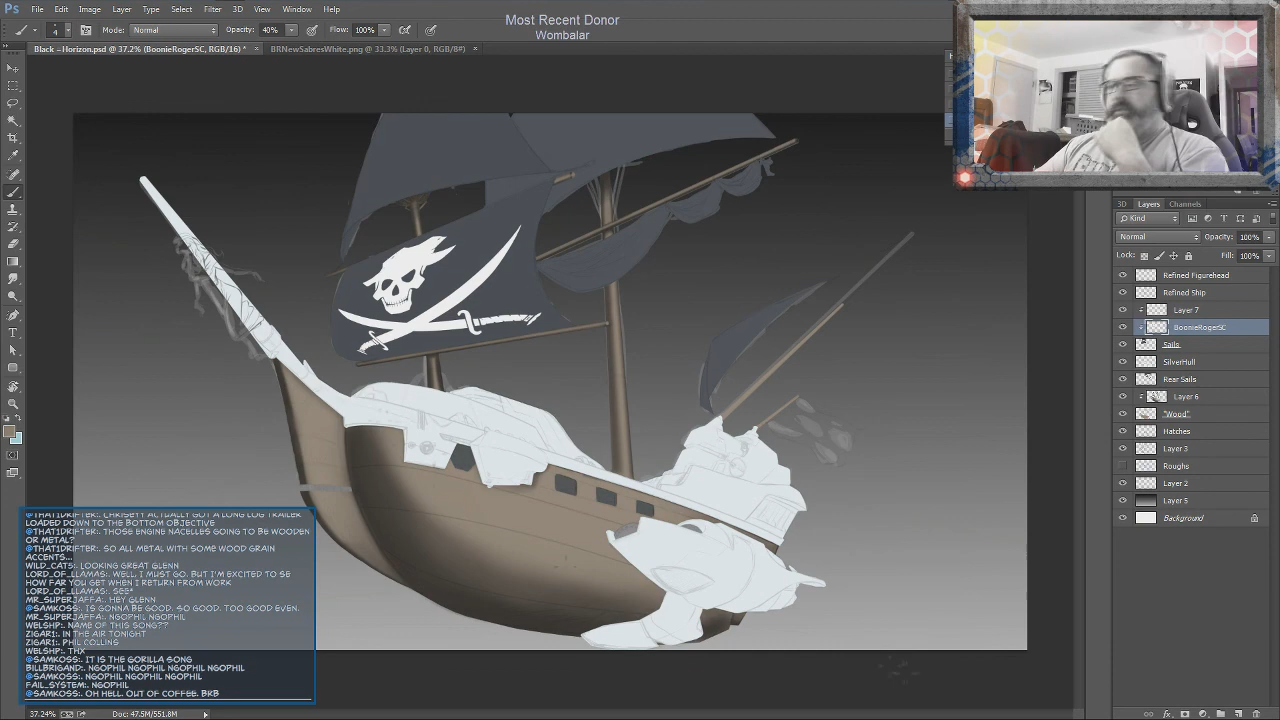 Ps File Edit Image Layer Type Select Filter 3D View Window Help
Most Recent Donor
Wombalar
4 Mode: Normal Opacity: 40% Flow: 100%
Black - Horizon.psd @ 37.2% (BoonieRogerSC, RGB/16) * × BRNewSabresWhite.png @ 33.3% (Layer 0, RGB/8#) ×
3D Layers Channels
Kind
Normal Opacity: 100%
Lock: Fill: 100%
Refined Figurehead
Refined Ship
Layer 7
BoonieRogerSC
Sails
SilverHull
Rear Sails
Layer 6
"Wood"
Hatches
Layer 3
Roughs
Layer 2
Layer 5
Background
@THAT1DRIFTER:. CHRISEYY ACTUALLY GOT A LONG LOG TRAILER
LOADED DOWN TO THE BOTTOM OBJECTIVE
@THAT1DRIFTER:. THOSE ENGINE NACELLES GOING TO BE WOODEN
OR METAL?
@THAT1DRIFTER:. SO ALL METAL WITH SOME WOOD GRAIN
ACCENTS...
WILD_CATS:. LOOKING GREAT GLENN
LORD_OF_LLAMAS:. WELL, I MUST GO, BUT I'M EXCITED TO SE
HOW FAR YOU GET WHEN I RETURN FROM WORK
LORD_OF_LLAMAS:. SEE*
MR_SUPERJAFFA:. HEY GLENN
@SAMKOSS:. IS GONNA BE GOOD. SO GOOD. TOO GOOD EVEN.
MR_SUPERJAFFA:. NGOPHIL NGOPHIL
WELSHP:. NAME OF THIS SONG??
ZIGAR1:. IN THE AIR TONIGHT
ZIGAR1:. PHIL COLLINS
WELSHP:. THX
@SAMKOSS:. IT IS THE GORILLA SONG
BILLBRIGAND:. NGOPHIL NGOPHIL NGOPHIL NGOPHIL
@SAMKOSS:. NGOPHIL NGOPHIL NGOPHIL
FAIL_SYSTEM:. NGOPHIL
@SAMKOSS:. OH HELL. OUT OF COFFEE. BRB
37.24% Doc: 47.5M/551.8M